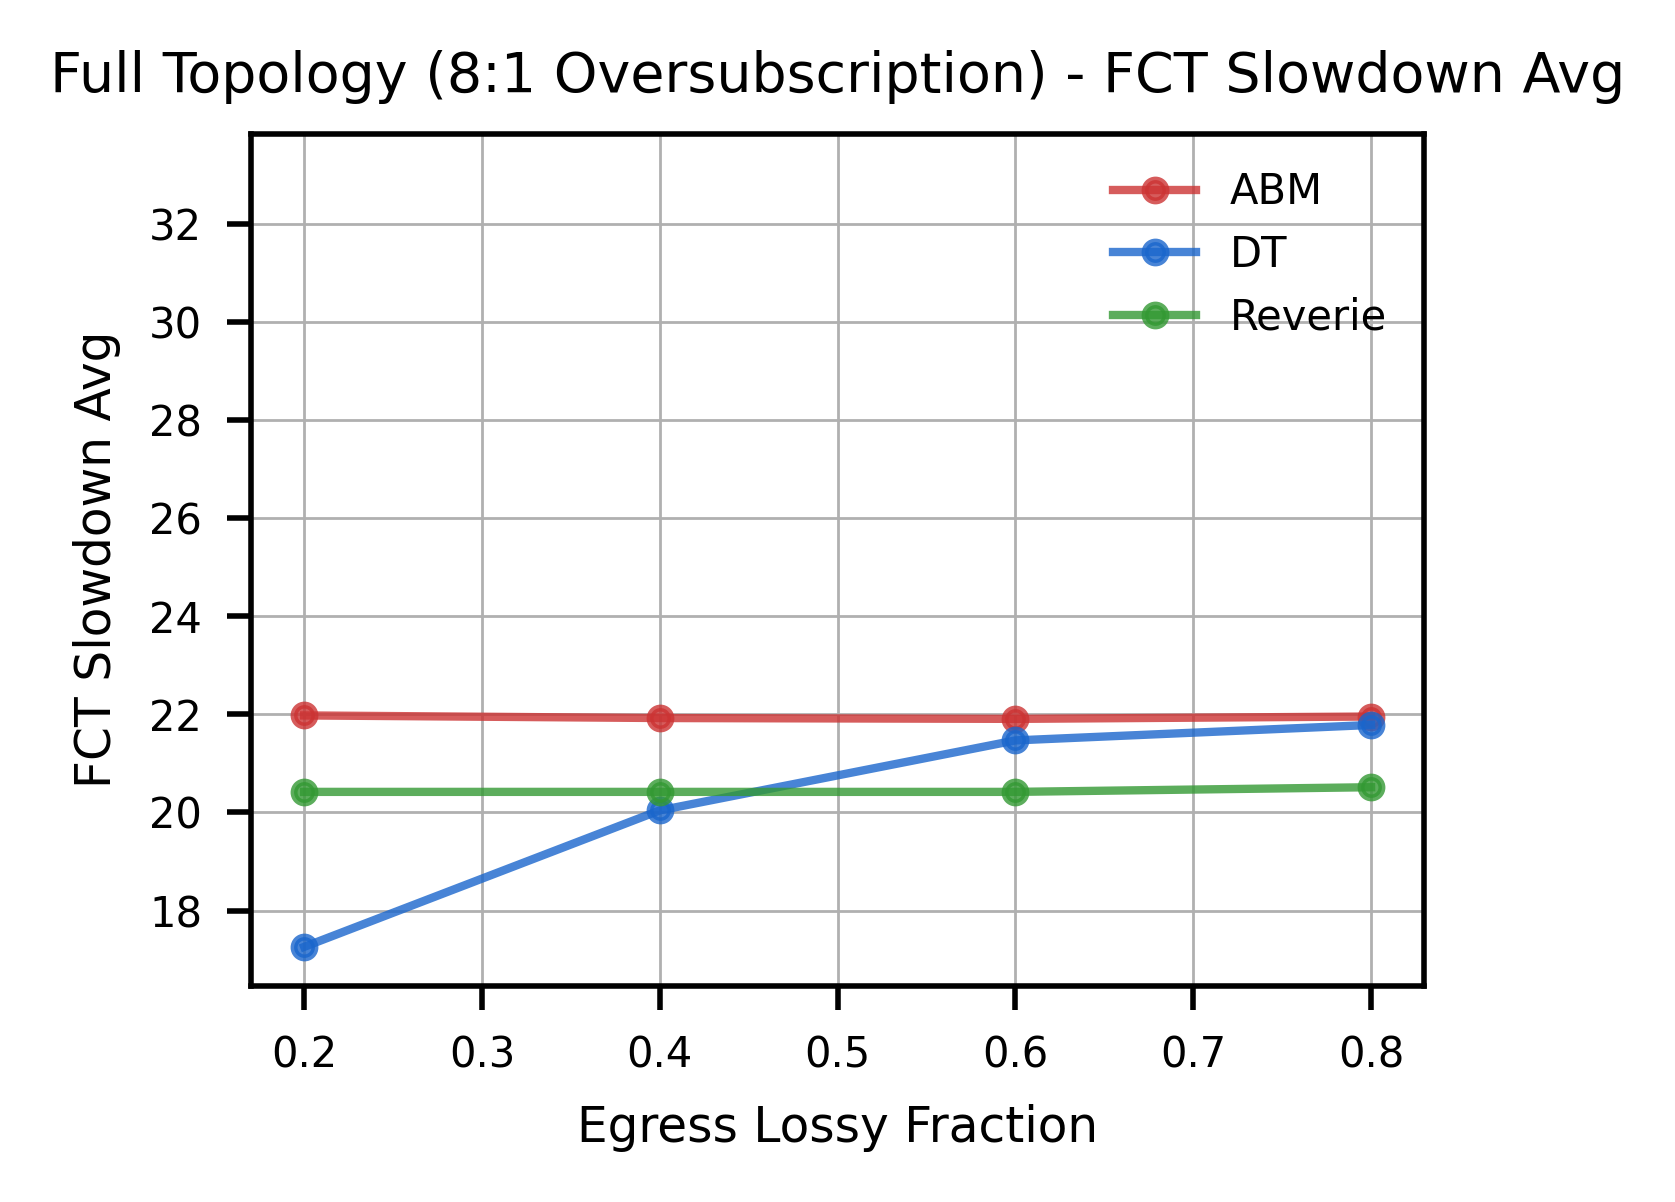 Full Topology (8:1 Oversubscription) - FCT Slowdown Avg
ABM
DT
Reverie
FCT Slowdown Avg
32
30
28
26
24
22
20
18
0.2 0.3 0.4 0.5 0.6 0.7 0.8
Egress Lossy Fraction